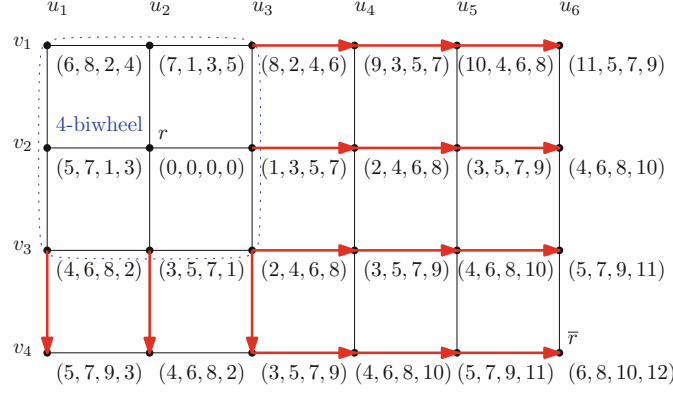 u₁ u₂ u₃ u₄ u₅ u₆
v₁
(6, 8, 2, 4) (7, 1, 3, 5) (8, 2, 4, 6) (9, 3, 5, 7) (10, 4, 6, 8) (11, 5, 7, 9)
4-biwheel r
v₂
(5, 7, 1, 3) (0, 0, 0, 0) (1, 3, 5, 7) (2, 4, 6, 8) (3, 5, 7, 9) (4, 6, 8, 10)
v₃
(4, 6, 8, 2) (3, 5, 7, 1) (2, 4, 6, 8) (3, 5, 7, 9) (4, 6, 8, 10) (5, 7, 9, 11)
r̅
v₄
(5, 7, 9, 3) (4, 6, 8, 2) (3, 5, 7, 9) (4, 6, 8, 10) (5, 7, 9, 11) (6, 8, 10, 12)